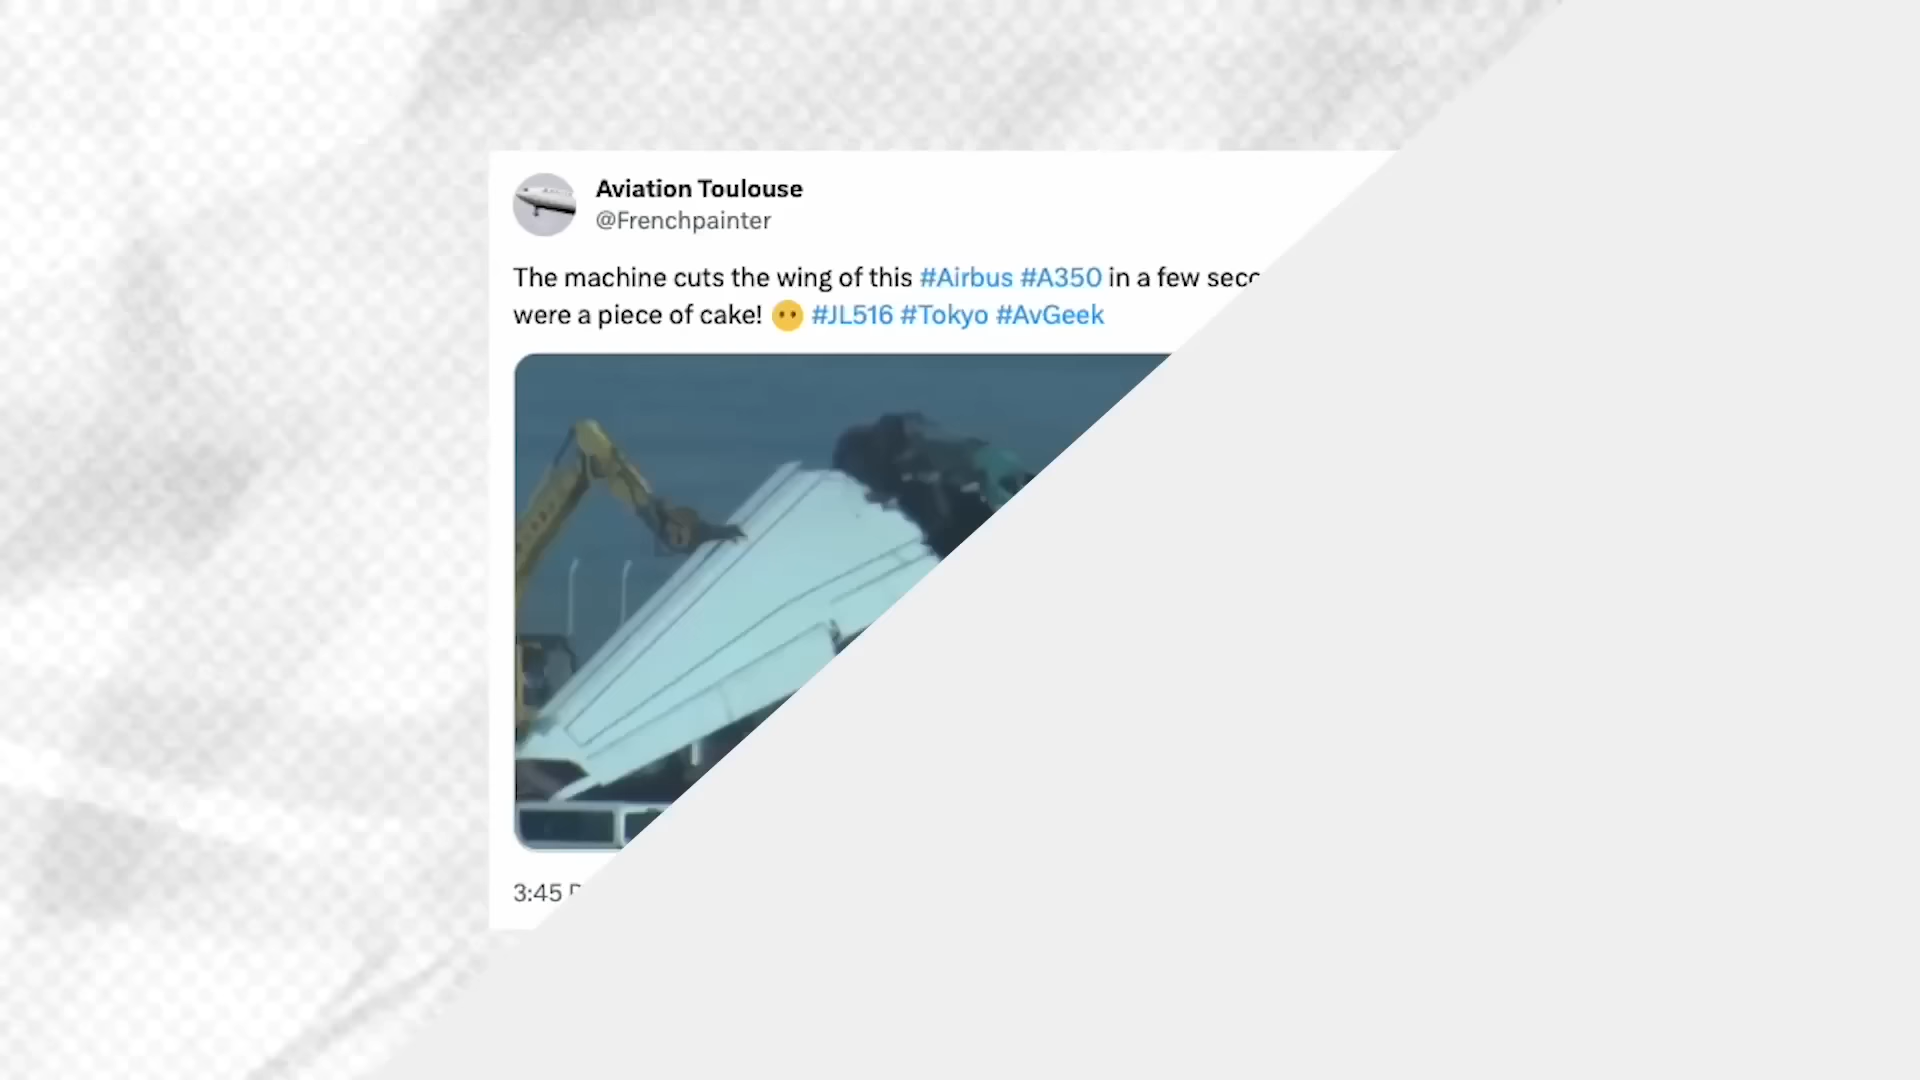 Aviation Toulouse
@Frenchpainter
The machine cuts the wing of this #Airbus #A350 in a few
were a piece of cake! 😶 #JL516 #Tokyo #AvGeek
3:45